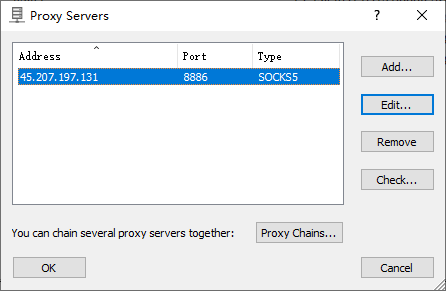 Proxy Servers
?
Address Port Type
45.207.197.131 8886 SOCKS5
Add...
Edit...
Remove
Check...
You can chain several proxy servers together: Proxy Chains...
OK Cancel